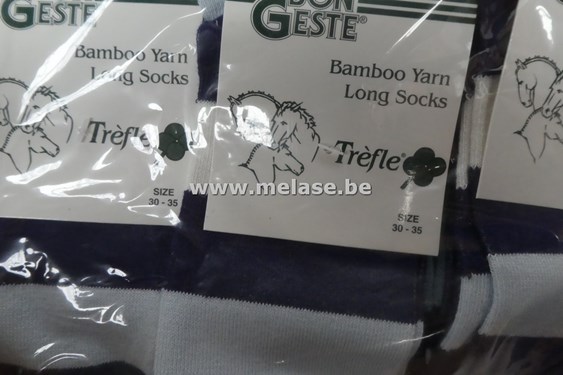 GESTE
Bamboo Yarn
Long Socks
Trèfle
SIZE
30 - 35
BON
GESTE®
Bamboo Yarn
Long Socks
Trèfle®
SIZE
30 - 35
www.melase.be